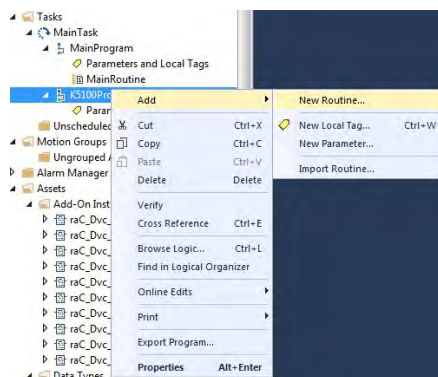 Tasks
MainTask
MainProgram
Parameters and Local Tags
MainRoutine
K5100Pro
Param
Unscheduled
Motion Groups
Ungrouped A
Alarm Manager
Assets
Add-On Inst
raC_Dvc_
raC_Dvc_
raC_Dvc_
raC_Dvc_
raC_Dvc_
raC_Dvc_
raC_Dvc_
raC_Dvc_
raC_Dvc_
Data Types
Add
Cut Ctrl+X
Copy Ctrl+C
Paste Ctrl+V
Delete Delete
Verify
Cross Reference Ctrl+E
Browse Logic... Ctrl+L
Find in Logical Organizer
Online Edits
Print
Export Program...
Properties Alt+Enter
New Routine...
New Local Tag... Ctrl+W
New Parameter...
Import Routine...